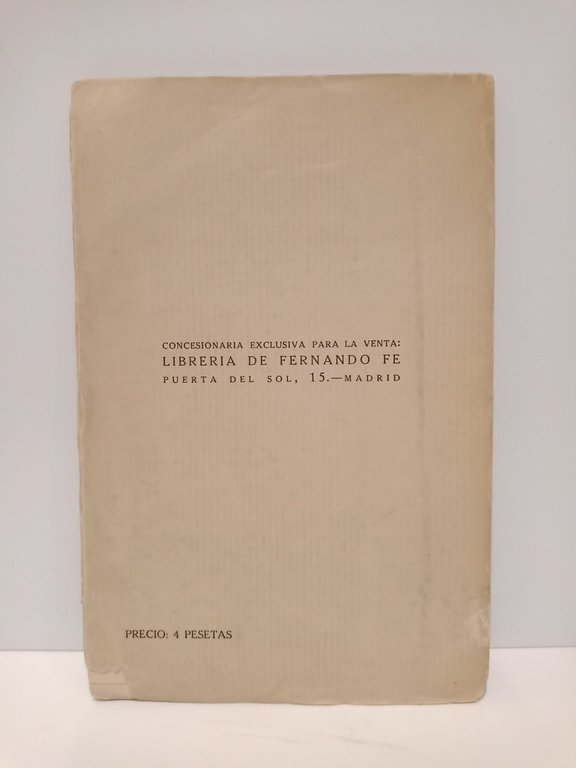 CONCESIONARIA EXCLUSIVA PARA LA VENTA:
LIBRERIA DE FERNANDO FE
PUERTA DEL SOL, 15.—MADRID
PRECIO: 4 PESETAS